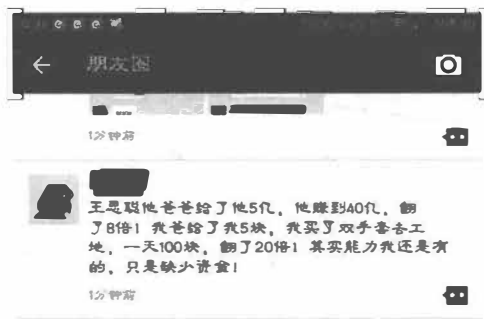 朋友圈
1分钟前
王思聪他爸爸给了他5亿，他赚到40亿，翻
了8倍！我爸给了我5块，我买了双手套去工
地，一天100块，翻了20倍！其实能力我还是有
的，只是缺少资金！
1分钟前